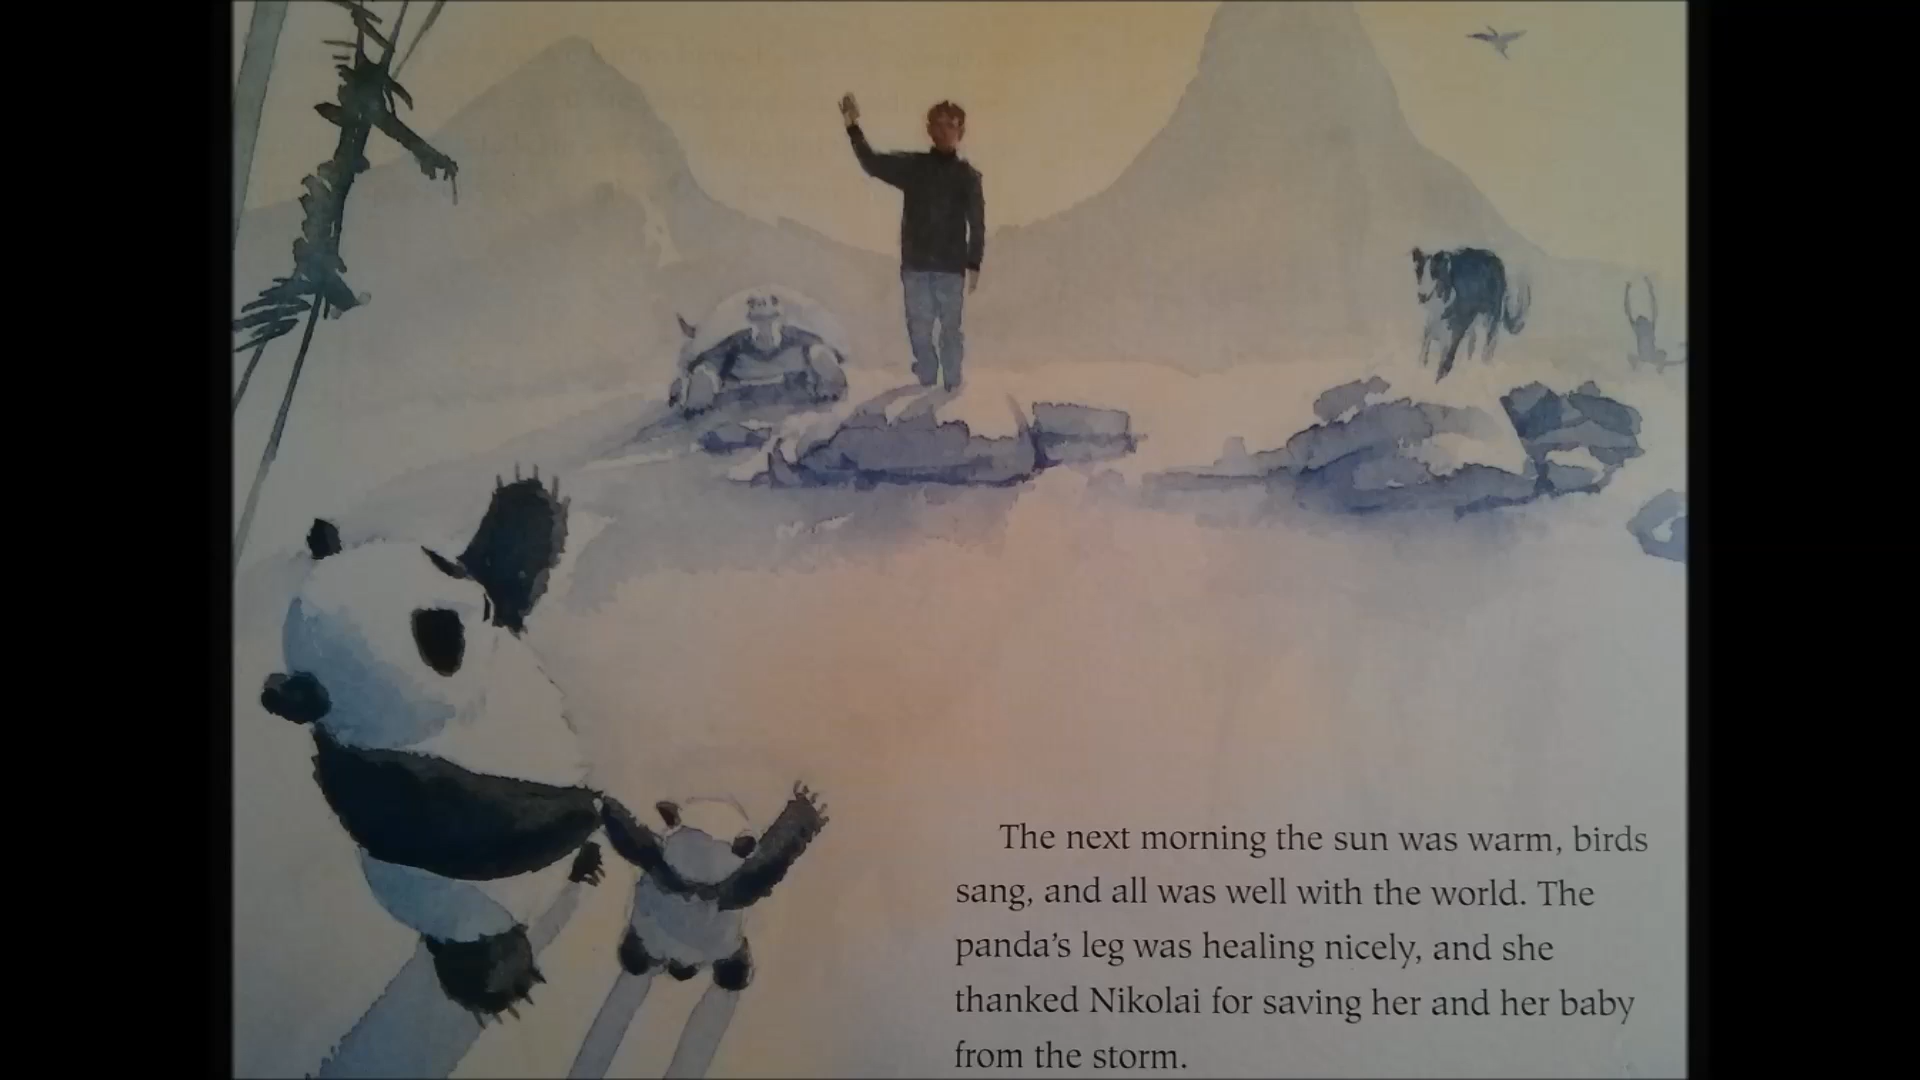 The next morning the sun was warm, birds
sang, and all was well with the world. The
panda's leg was healing nicely, and she
thanked Nikolai for saving her and her baby
from the storm.